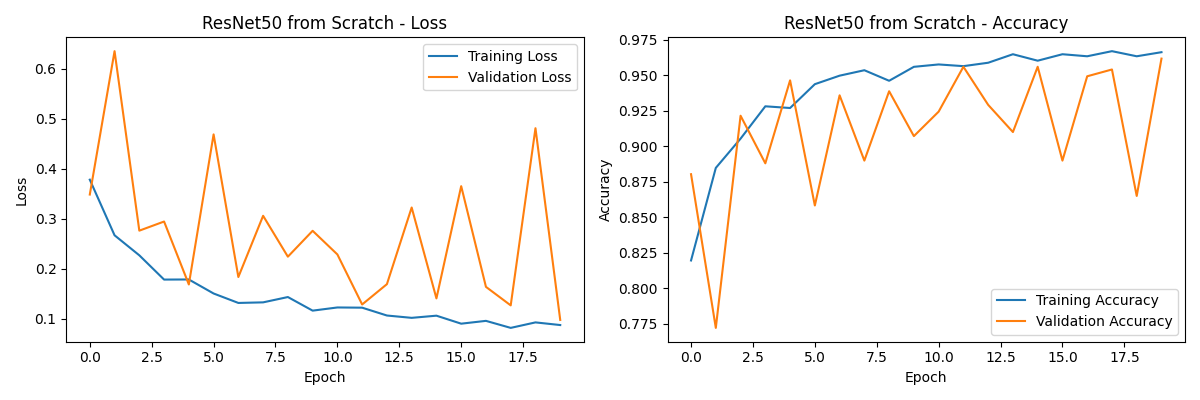 ResNet50 from Scratch - Loss
Training Loss
Validation Loss
0.6
0.5
0.4
0.3
0.2
0.1
Loss
0.0 2.5 5.0 7.5 10.0 12.5 15.0 17.5
Epoch
ResNet50 from Scratch - Accuracy
0.975
0.950
0.925
0.900
0.875
0.850
0.825
0.800
0.775
Accuracy
Training Accuracy
Validation Accuracy
0.0 2.5 5.0 7.5 10.0 12.5 15.0 17.5
Epoch